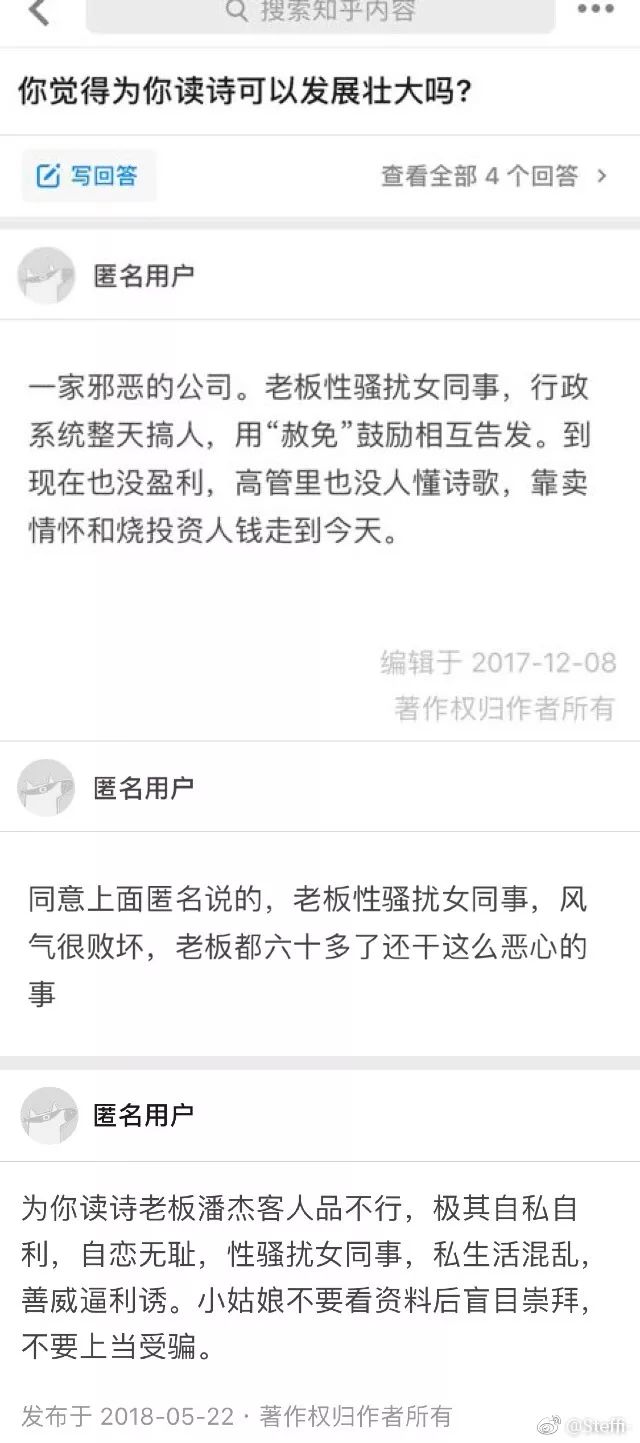 搜索知乎内容
你觉得为你读诗可以发展壮大吗?
写回答
查看全部 4 个回答
匿名用户
一家邪恶的公司。老板性骚扰女同事，行政
系统整天搞人，用“赦免”鼓励相互告发。到
现在也没盈利，高管里也没人懂诗歌，靠卖
情怀和烧投资人钱走到今天。
编辑于 2017-12-08
著作权归作者所有
匿名用户
同意上面匿名说的，老板性骚扰女同事，风
气很败坏，老板都六十多了还干这么恶心的
事
匿名用户
为你读诗老板潘杰客人品不行，极其自私自
利，自恋无耻，性骚扰女同事，私生活混乱，
善威逼利诱。小姑娘不要看资料后盲目崇拜，
不要上当受骗。
发布于 2018-05-22 · 著作权归作者所有
@Steffi-